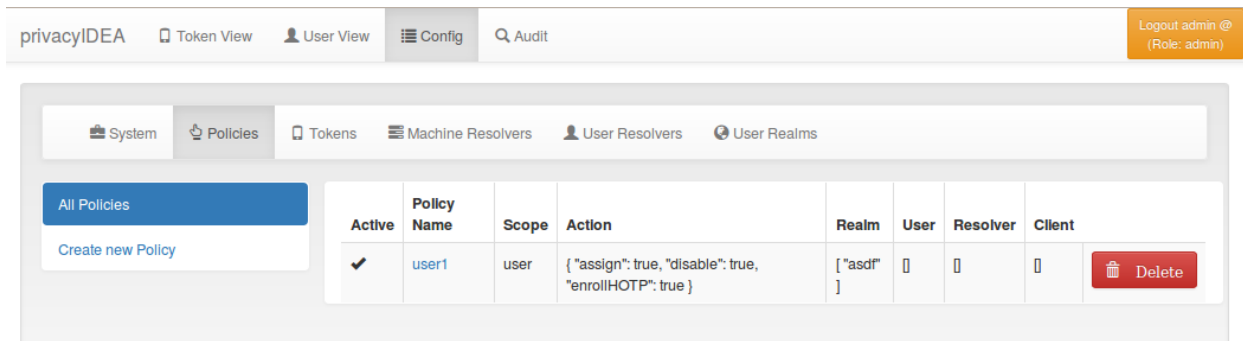 privacyIDEA Token View User View Config Audit Logout admin @
(Role: admin)
System Policies Tokens Machine Resolvers User Resolvers User Realms
All Policies
Create new Policy
Active Policy Name Scope Action Realm User Resolver Client
user1 user { "assign": true, "disable": true, ["asdf" [] [] [] Delete
"enrollHOTP": true } ]